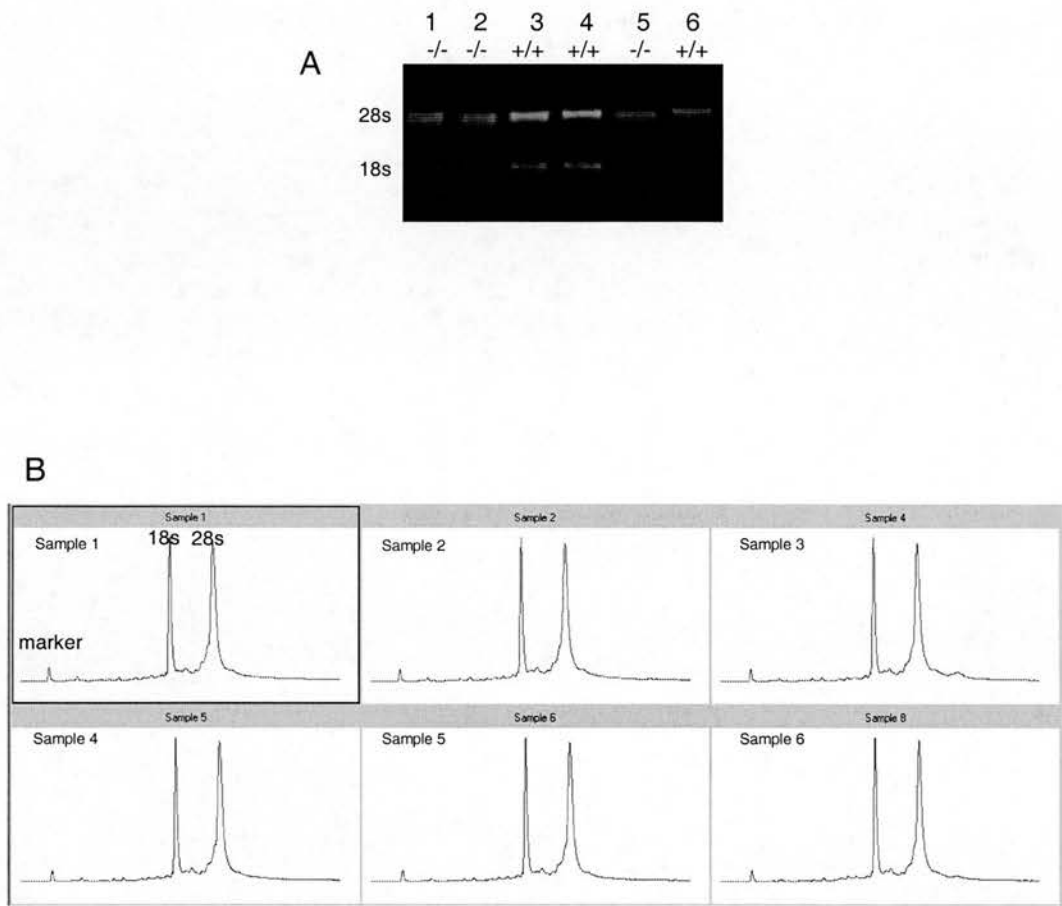 1 2 3 4 5 6
-/- -/- +/+ +/+ -/- +/+
A
28s
18s
B
Sample 1 Sample 2 Sample 4
Sample 1 18s 28s Sample 2 Sample 3
marker
Sample 5 Sample 6 Sample 8
Sample 4 Sample 5 Sample 6